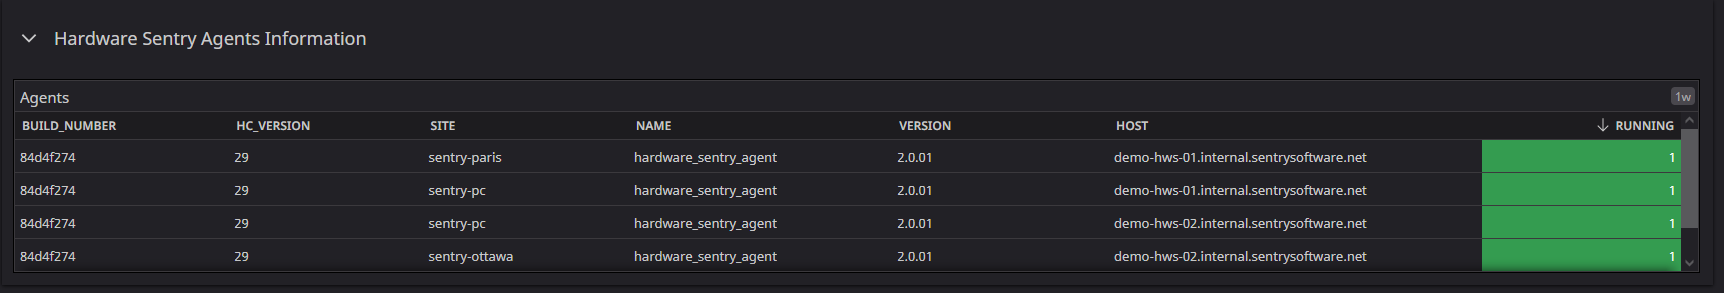 Hardware Sentry Agents Information
Agents 1w
BUILD_NUMBER HC_VERSION SITE NAME VERSION HOST RUNNING
84d4f274 29 sentry-paris hardware_sentry_agent 2.0.01 demo-hws-01.internal.sentrysoftware.net 1
84d4f274 29 sentry-pc hardware_sentry_agent 2.0.01 demo-hws-01.internal.sentrysoftware.net 1
84d4f274 29 sentry-pc hardware_sentry_agent 2.0.01 demo-hws-02.internal.sentrysoftware.net 1
84d4f274 29 sentry-ottawa hardware_sentry_agent 2.0.01 demo-hws-02.internal.sentrysoftware.net 1